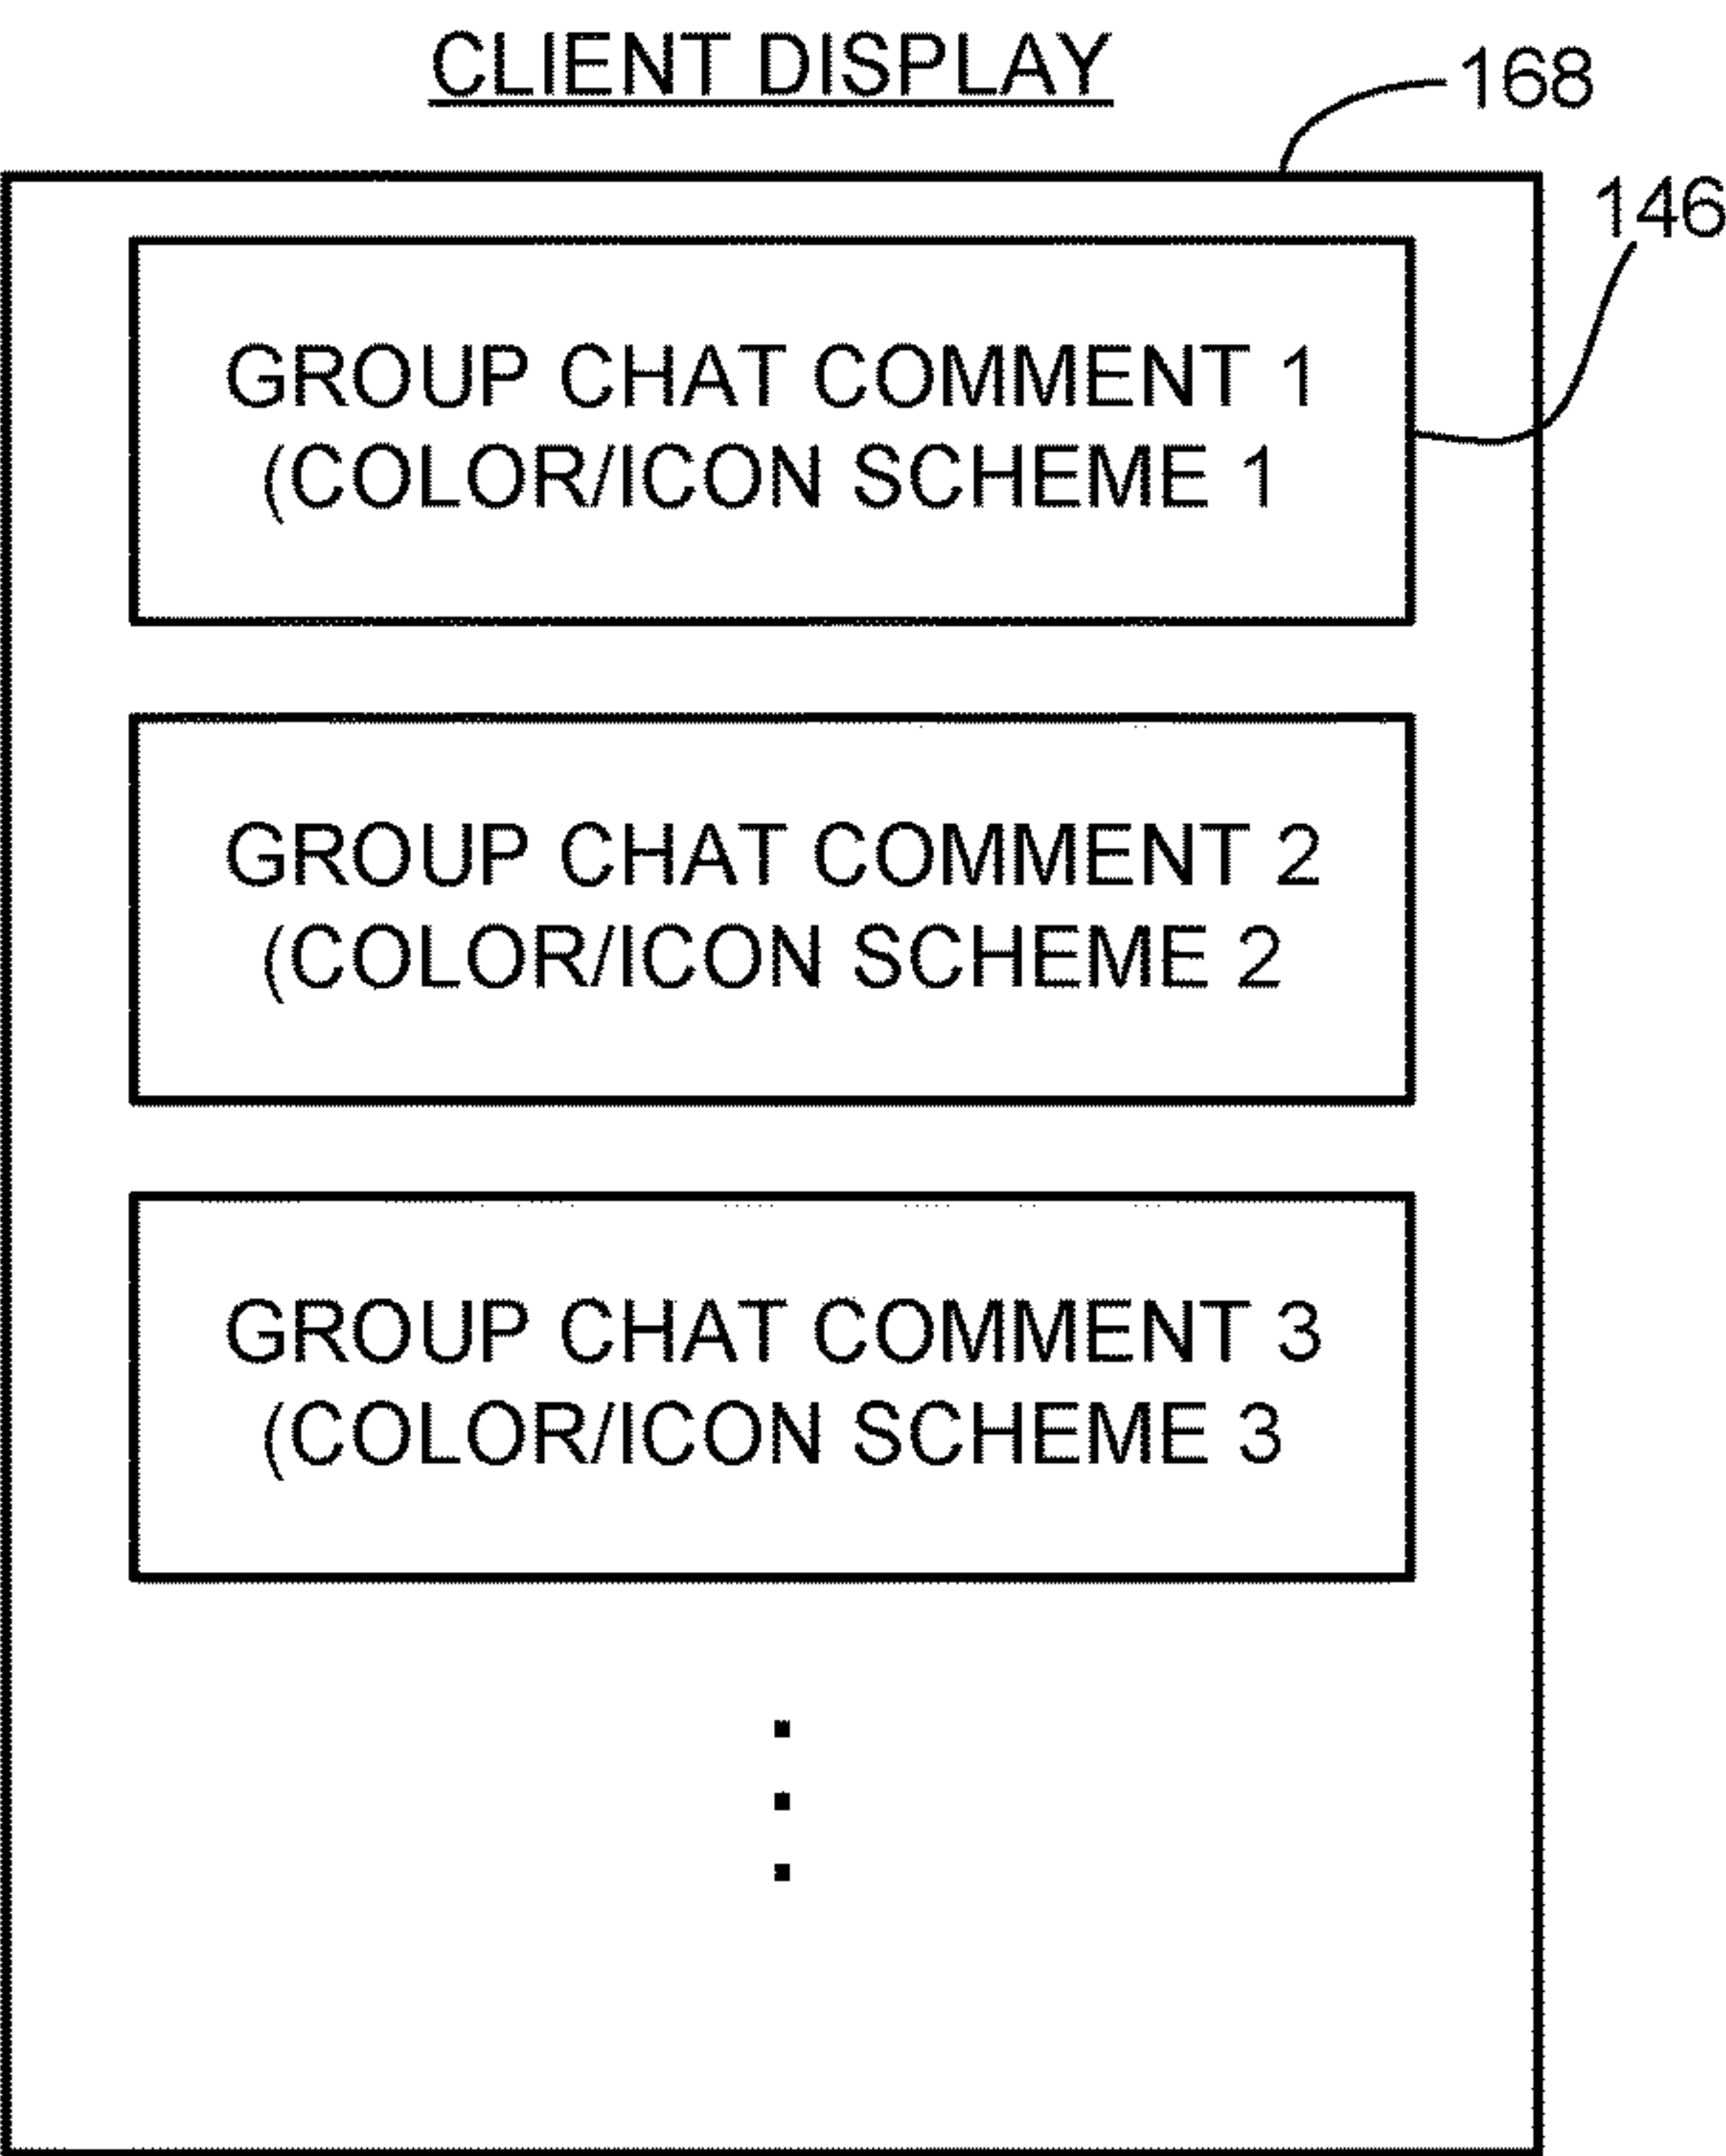 CLIENT DISPLAY
168
146
GROUP CHAT COMMENT 1
(COLOR/ICON SCHEME 1
GROUP CHAT COMMENT 2
(COLOR/ICON SCHEME 2
GROUP CHAT COMMENT 3
(COLOR/ICON SCHEME 3